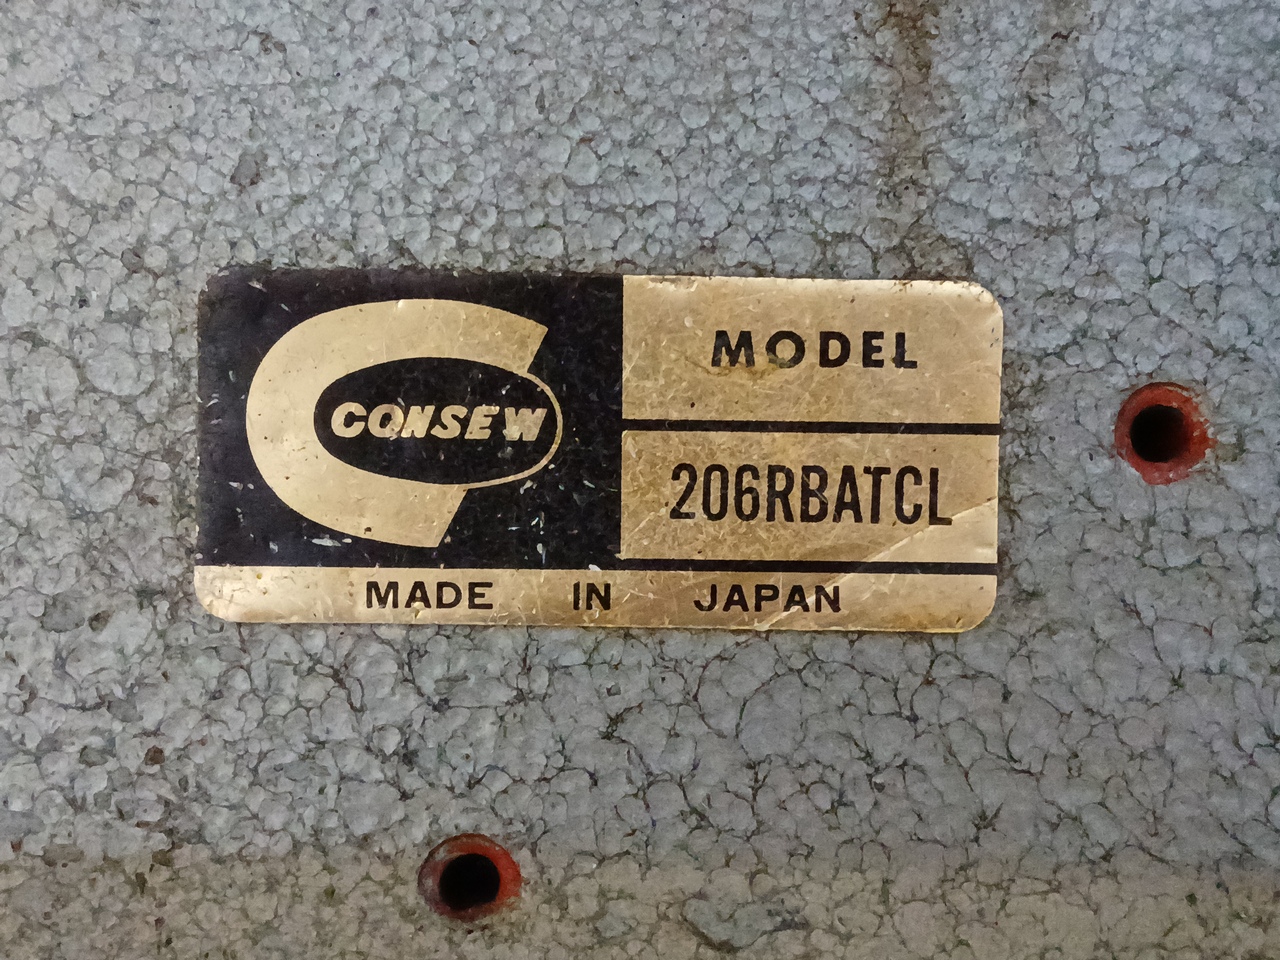 CONSEW
MODEL
206RBATCL
MADE IN JAPAN